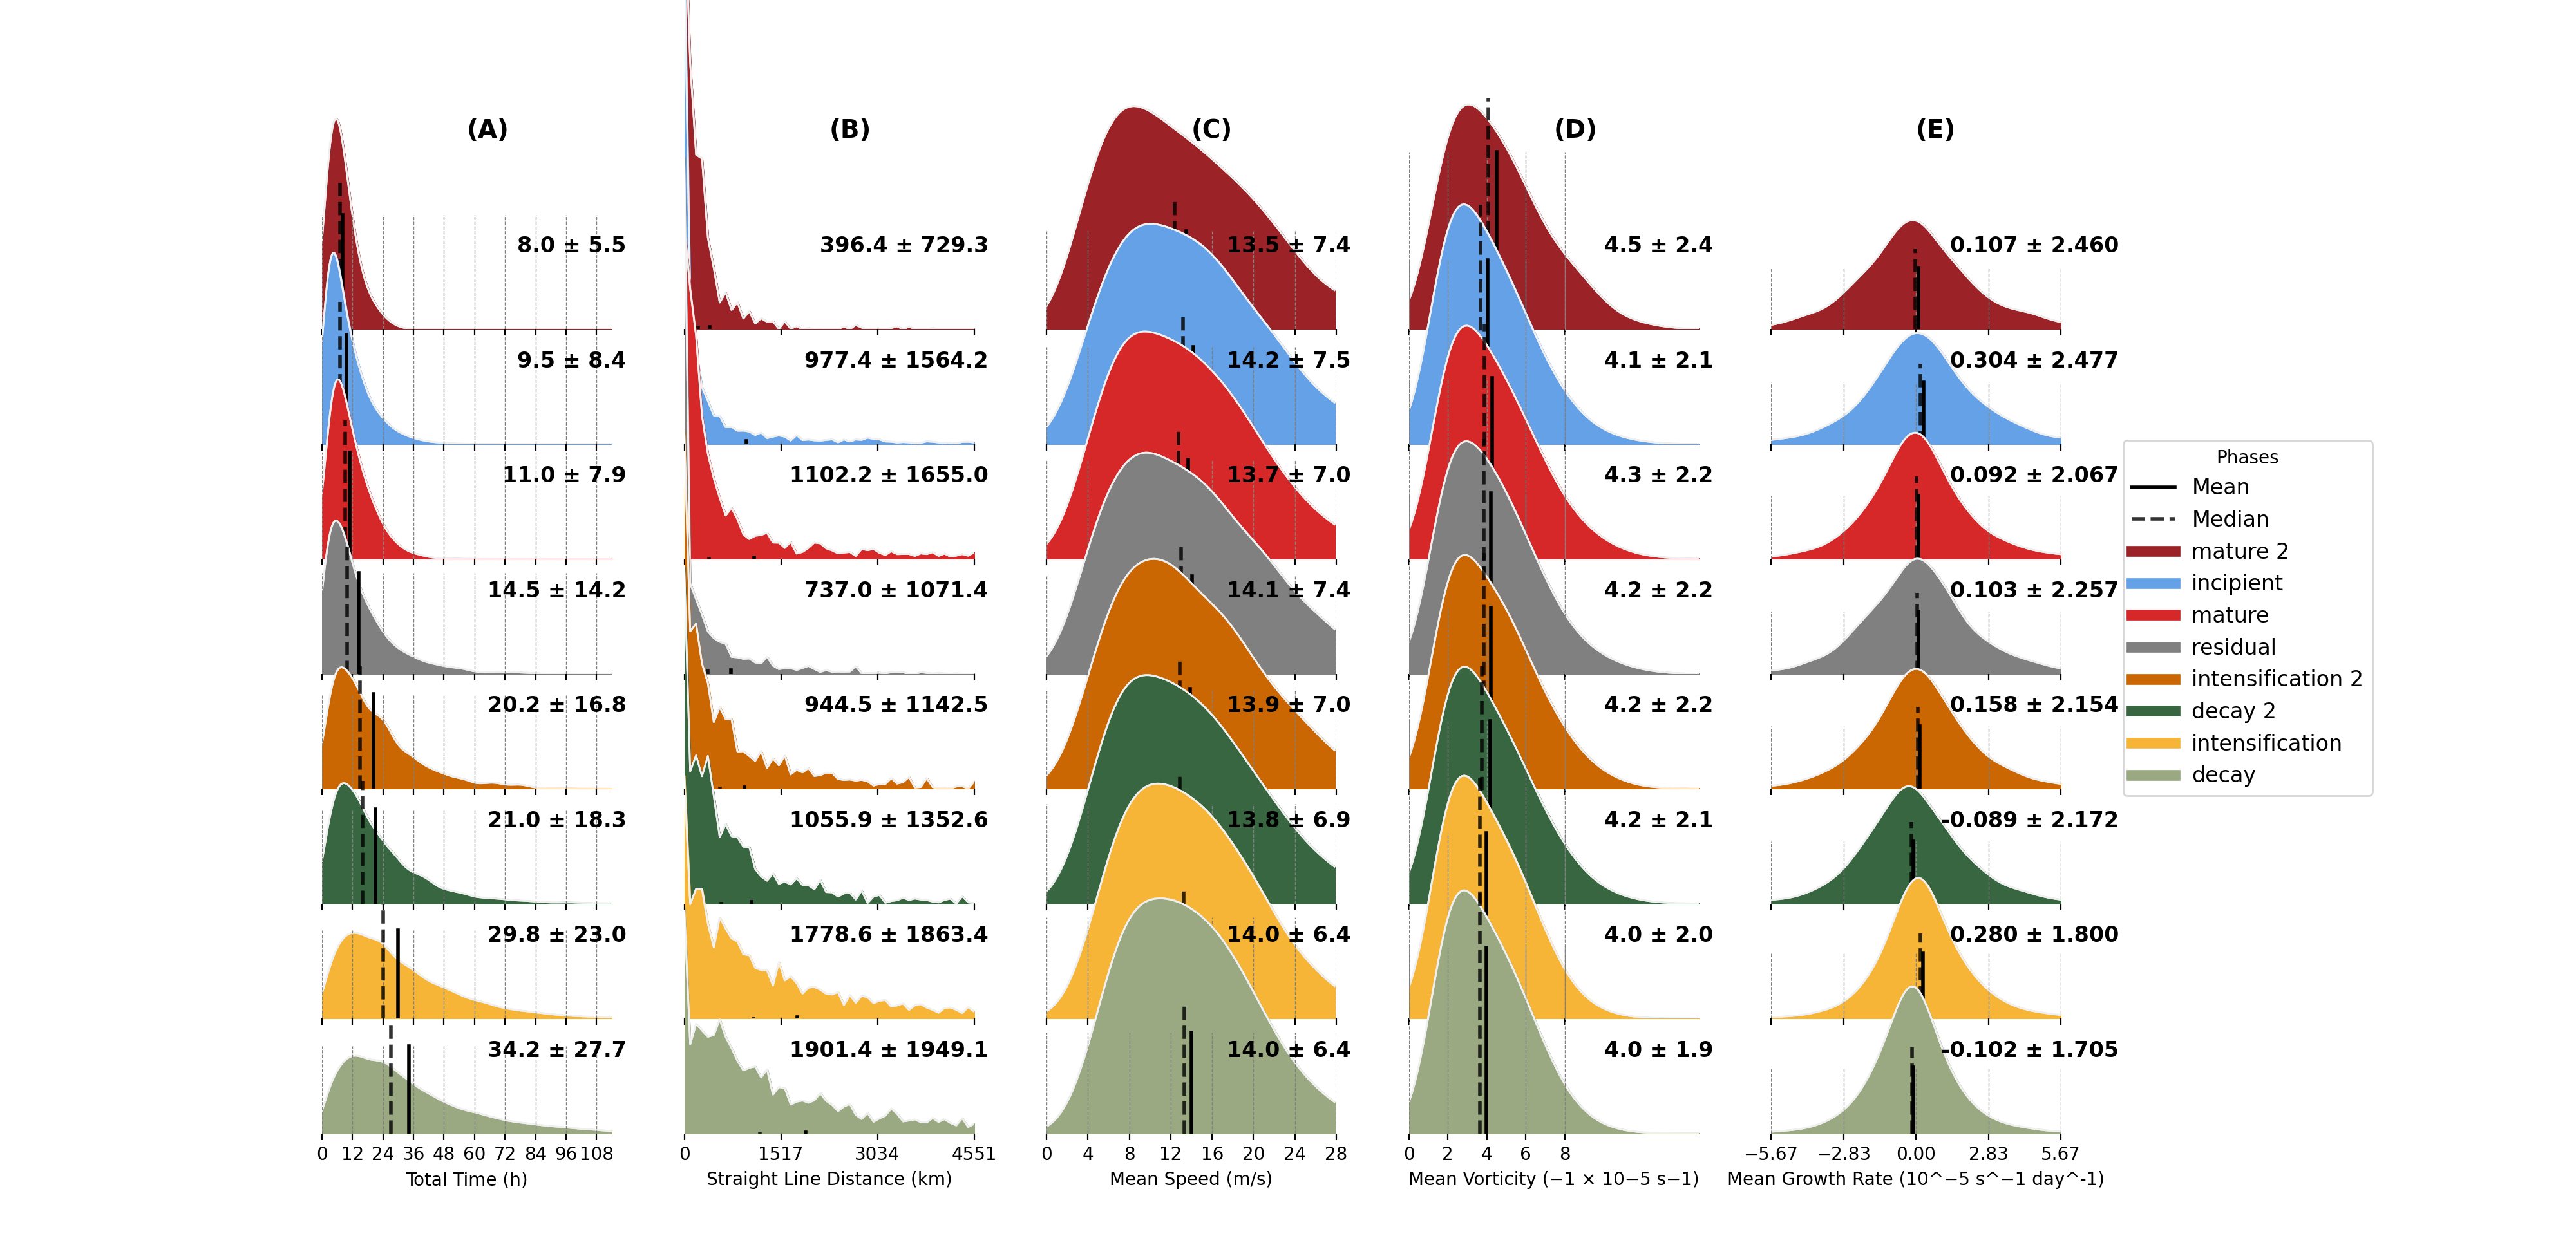 (A) (B) (C) (D) (E)
8.0 ± 5.5 396.4 ± 729.3 13.5 ± 7.4 4.5 ± 2.4 0.107 ± 2.460
9.5 ± 8.4 977.4 ± 1564.2 14.2 ± 7.5 4.1 ± 2.1 0.304 ± 2.477
11.0 ± 7.9 1102.2 ± 1655.0 13.7 ± 7.0 4.3 ± 2.2 0.092 ± 2.067
14.5 ± 14.2 737.0 ± 1071.4 14.1 ± 7.4 4.2 ± 2.2 0.103 ± 2.257
20.2 ± 16.8 944.5 ± 1142.5 13.9 ± 7.0 4.2 ± 2.2 0.158 ± 2.154
21.0 ± 18.3 1055.9 ± 1352.6 13.8 ± 6.9 4.2 ± 2.1 -0.089 ± 2.172
29.8 ± 23.0 1778.6 ± 1863.4 14.0 ± 6.4 4.0 ± 2.0 0.280 ± 1.800
34.2 ± 27.7 1901.4 ± 1949.1 14.0 ± 6.4 4.0 ± 1.9 -0.102 ± 1.705
0 12 24 36 48 60 72 84 96 108 0 1517 3034 4551 0 4 8 12 16 20 24 28 0 2 4 6 8 −5.67 −2.83 0.00 2.83 5.67
Total Time (h) Straight Line Distance (km) Mean Speed (m/s) Mean Vorticity (−1 × 10−5 s−1) Mean Growth Rate (10^−5 s^−1 day^-1)
Phases
Mean
Median
mature 2
incipient
mature
residual
intensification 2
decay 2
intensification
decay